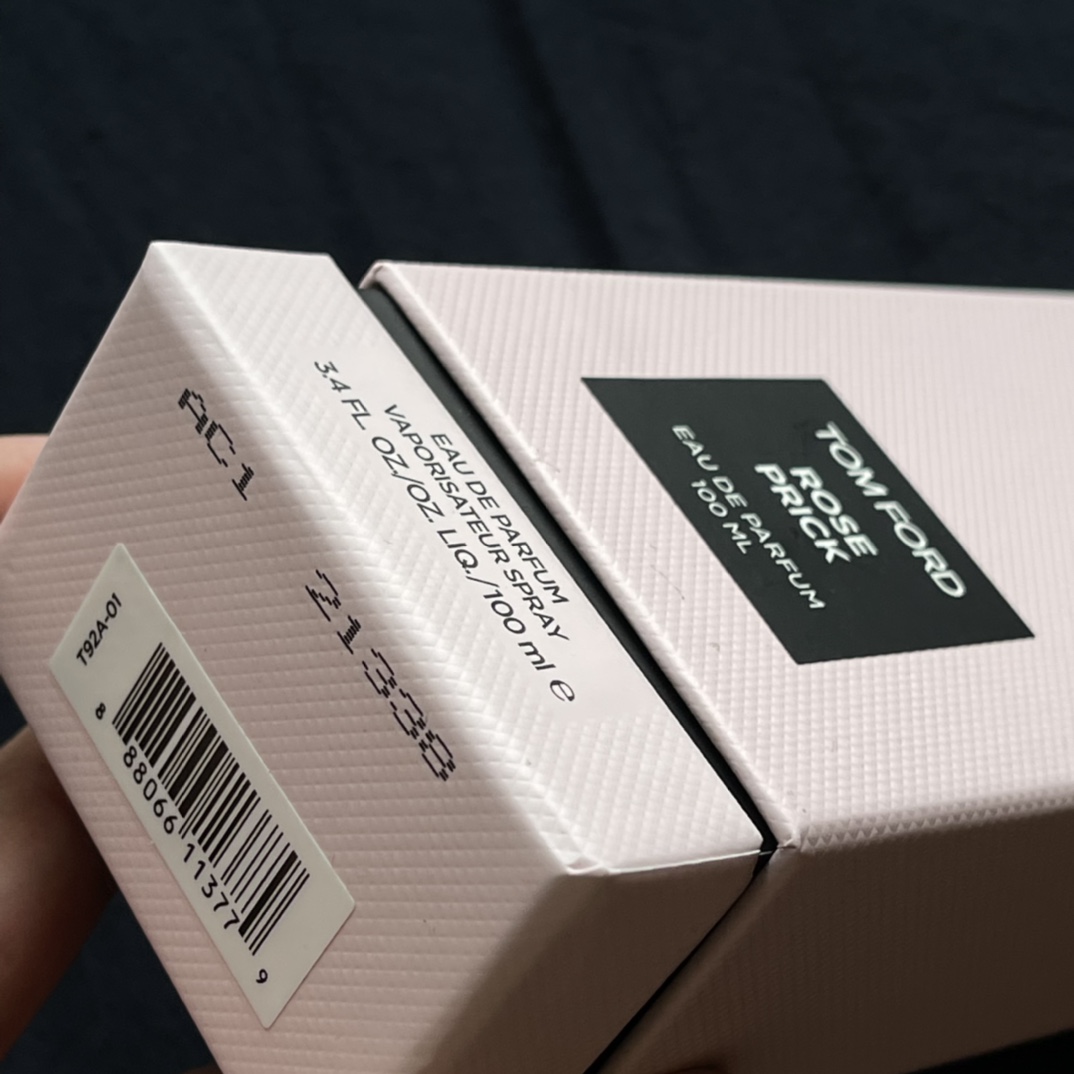 TOM FORD
ROSE
PRICK
EAU DE PARFUM
100 ML
EAU DE PARFUM
VAPORISATEUR SPRAY
3.4 FL. OZ./OZ. LIQ./100 ml ℮
AC1
T92A-01
8 88066 11377 9